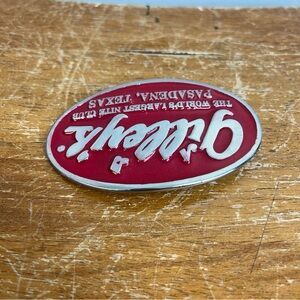 Gilley's
THE WORLD'S LARGEST NITE CLUB
PASADENA, TEXAS